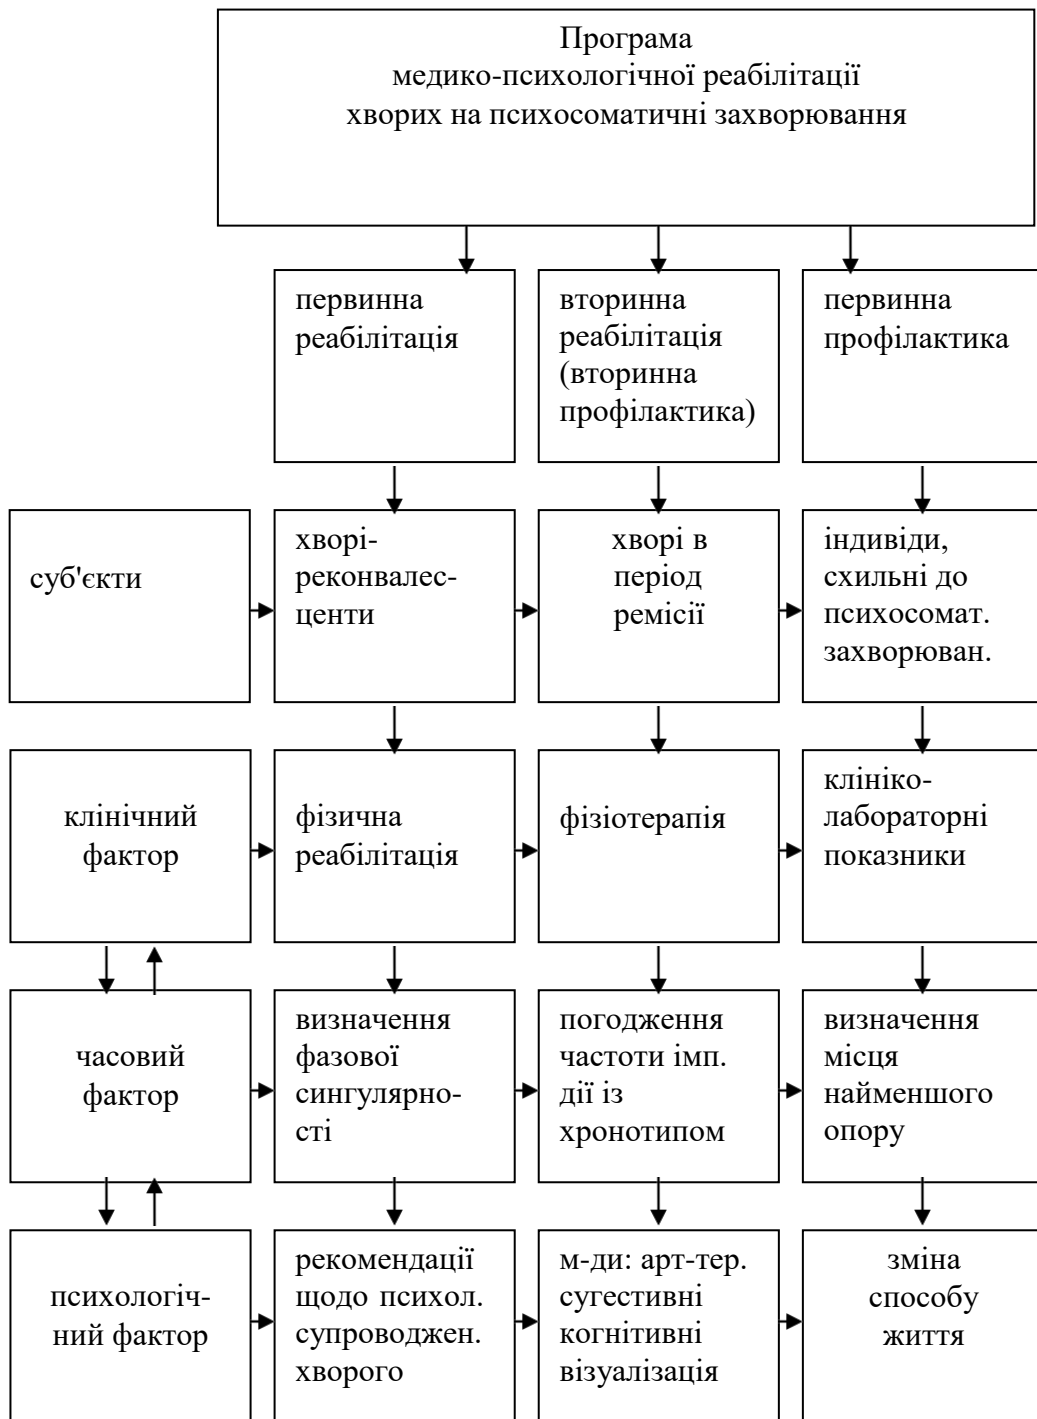 Програма
медико-психологічної реабілітації
хворих на психосоматичні захворювання
первинна
реабілітація
вторинна
реабілітація
(вторинна
профілактика)
первинна
профілактика
суб'єкти
хворі-
реконвалес-
центи
хворі в
період
ремісії
індивіди,
схильні до
психосомат.
захворюван.
клінічний
фактор
фізична
реабілітація
фізіотерапія
клініко-
лабораторні
показники
часовий
фактор
визначення
фазової
сингулярно-
сті
погодження
частоти імп.
дії із
хронотипом
визначення
місця
найменшого
опору
психологіч-
ний фактор
рекомендації
щодо психол.
супроводжен.
хворого
м-ди: арт-тер.
сугестивні
когнітивні
візуалізація
зміна
способу
життя